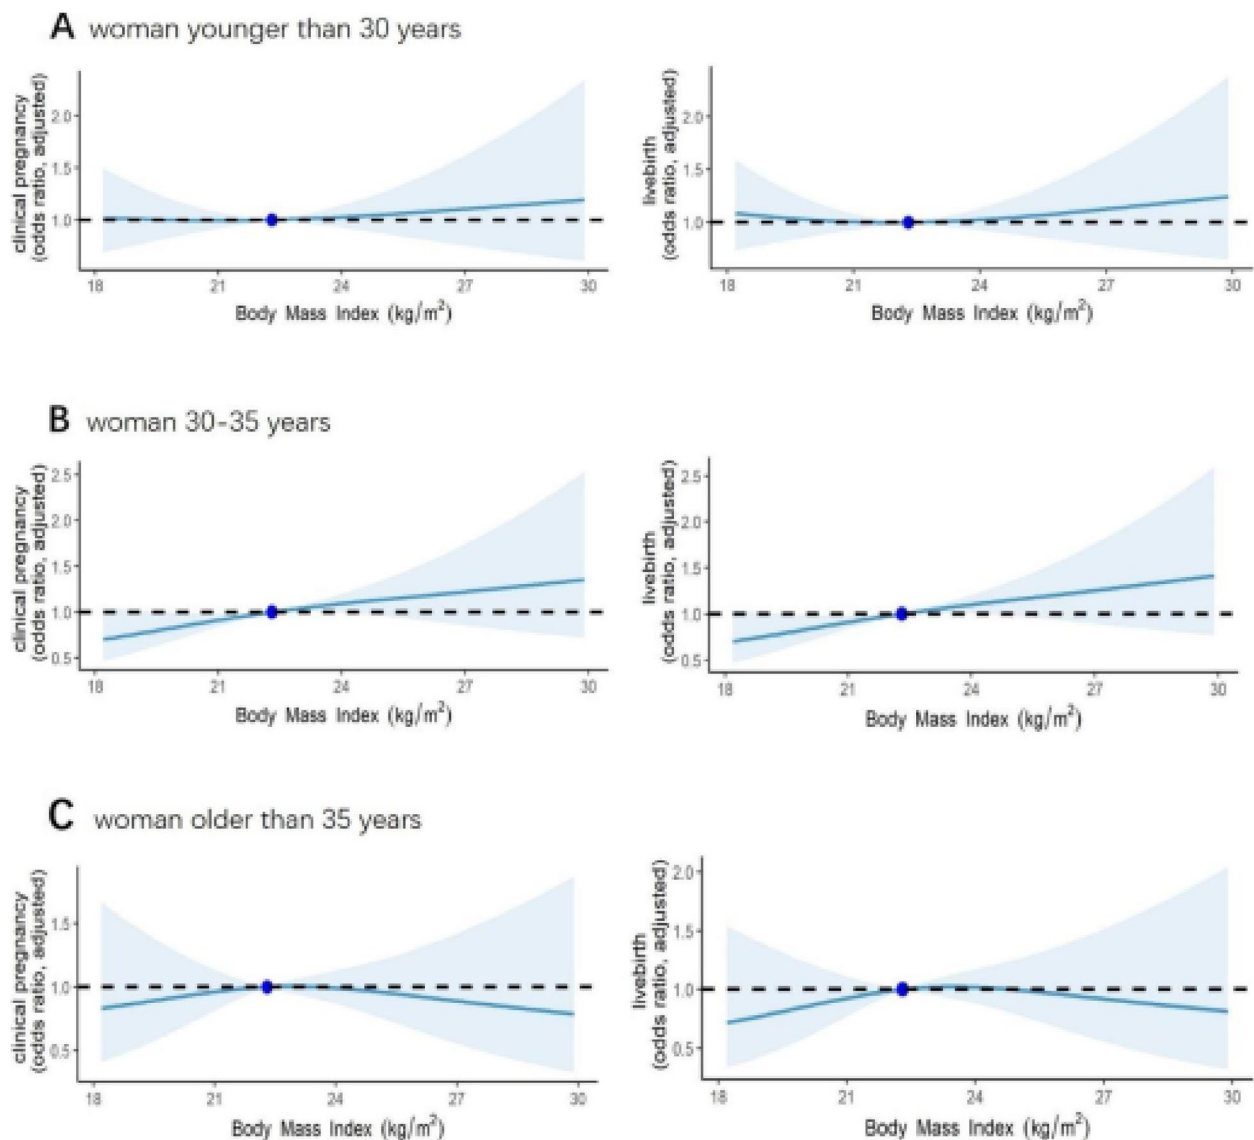 A woman younger than 30 years
clinical pregnancy
(odds ratio, adjusted)
2.0
1.5
1.0
18 21 24 27 30
Body Mass Index (kg/m²)
livebirth
(odds ratio, adjusted)
2.0
1.5
1.0
18 21 24 27 30
Body Mass Index (kg/m²)
B woman 30-35 years
clinical pregnancy
(odds ratio, adjusted)
2.5
2.0
1.5
1.0
0.5
18 21 24 27 30
Body Mass Index (kg/m²)
livebirth
(odds ratio, adjusted)
2.5
2.0
1.5
1.0
0.5
18 21 24 27 30
Body Mass Index (kg/m²)
C woman older than 35 years
clinical pregnancy
(odds ratio, adjusted)
1.5
1.0
0.5
18 21 24 27 30
Body Mass Index (kg/m²)
livebirth
(odds ratio, adjusted)
2.0
1.5
1.0
0.5
18 21 24 27 30
Body Mass Index (kg/m²)